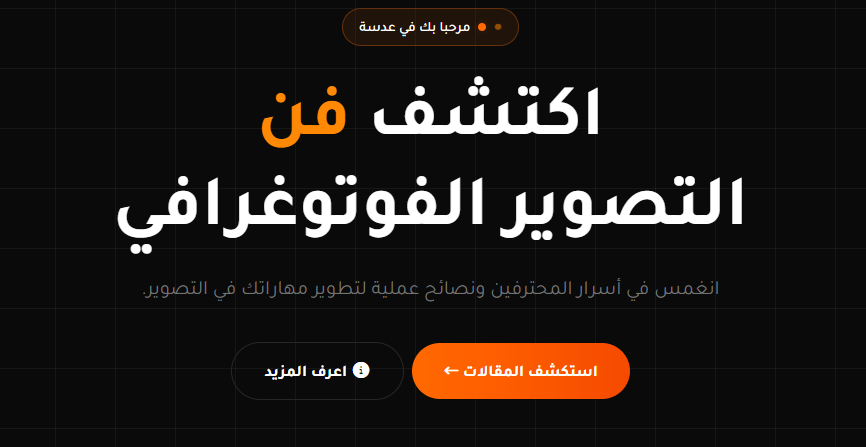 مرحبا بك في عدسة
اكتشف فن
التصوير الفوتوغرافي
انغمس في أسرار المحترفين ونصائح عملية لتطوير مهاراتك في التصوير.
استكشف المقالات ←
اعرف المزيد